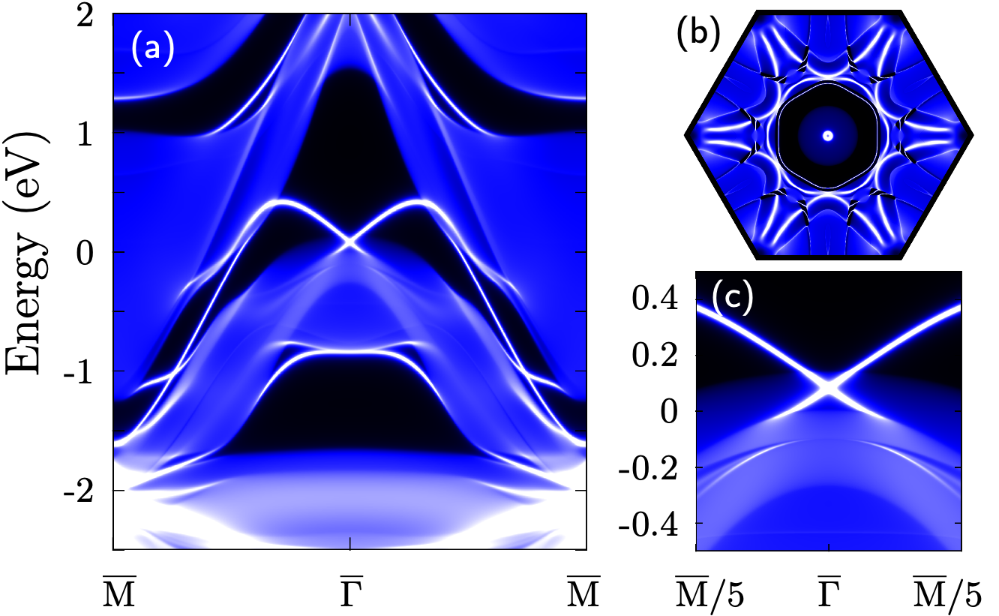 Energy (eV)
2
1
0
-1
-2
(a)
M̅ Γ̅ M̅
(b)
(c)
0.4
0.2
0
-0.2
-0.4
M̅/5 Γ̅ M̅/5